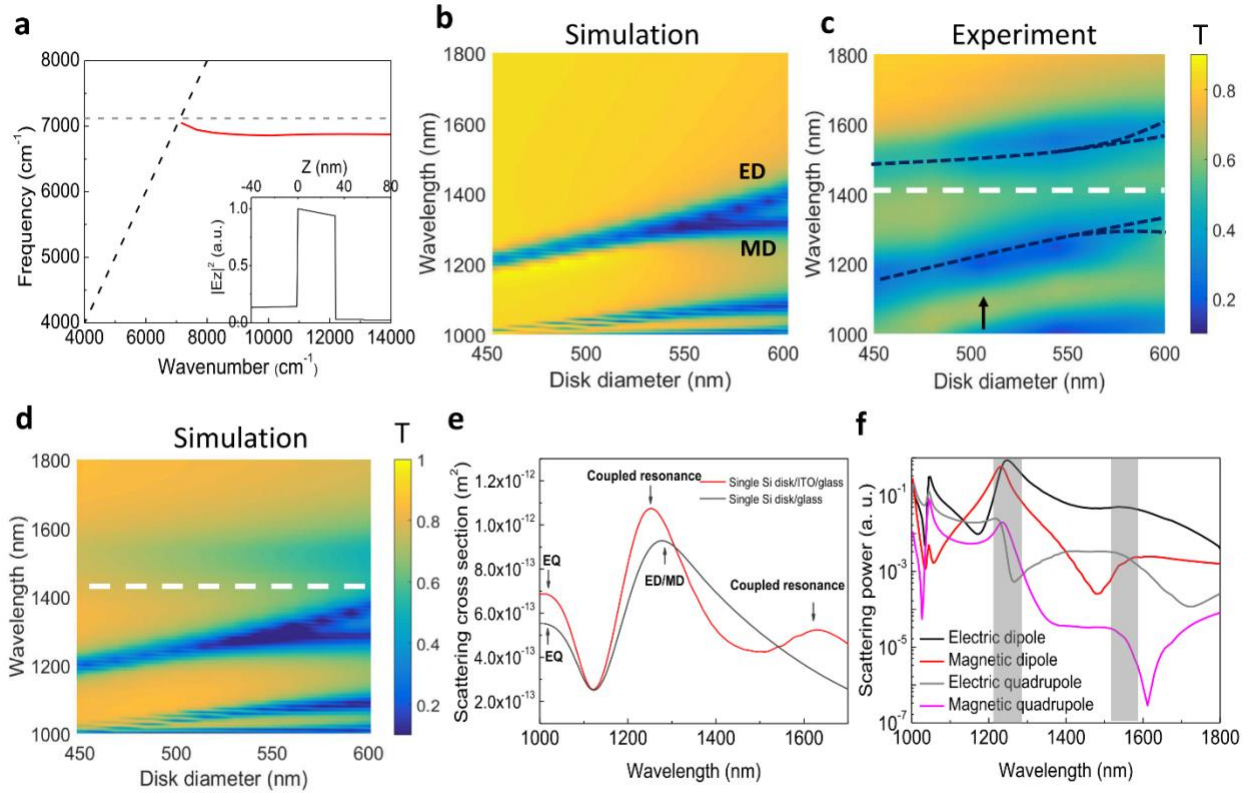 a
8000
7000
6000
5000
4000
4000 6000 8000 10000 12000 14000
Frequency (cm⁻¹)
Wavenumber (cm⁻¹)
Z (nm)
-40 0 40 80
|Ez|² (a.u.)
1.0
0.5
0.0
b
Simulation
1800
1600
1400
1200
1000
Wavelength (nm)
ED
MD
450 500 550 600
Disk diameter (nm)
c
Experiment
T
1800
1600
1400
1200
1000
Wavelength (nm)
450 500 550 600
Disk diameter (nm)
0.8
0.6
0.4
0.2
d
Simulation
T
1800
1600
1400
1200
1000
Wavelength (nm)
450 500 550 600
Disk diameter (nm)
1
0.8
0.6
0.4
0.2
e
Scattering cross section (m²)
1.2x10⁻¹²
1.0x10⁻¹²
8.0x10⁻¹³
6.0x10⁻¹³
4.0x10⁻¹³
2.0x10⁻¹³
Coupled resonance
Single Si disk/ITO/glass
Single Si disk/glass
EQ
ED/MD
Coupled resonance
EQ
1000 1200 1400 1600
Wavelength (nm)
f
Scattering power (a. u.)
10⁻¹
10⁻³
10⁻⁵
10⁻⁷
Electric dipole
Magnetic dipole
Electric quadrupole
Magnetic quadrupole
1000 1200 1400 1600 1800
Wavelength (nm)